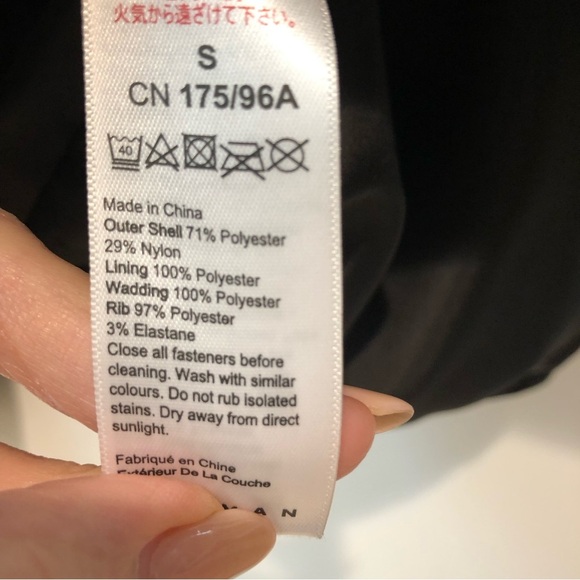 火気から遠ざけて下さい。
S
CN 175/96A
40
Made in China
Outer Shell 71% Polyester
29% Nylon
Lining 100% Polyester
Wadding 100% Polyester
Rib 97% Polyester
3% Elastane
Close all fasteners before
cleaning. Wash with similar
colours. Do not rub isolated
stains. Dry away from direct
sunlight.
Fabriqué en Chine
Extérieur De La Couche
A N